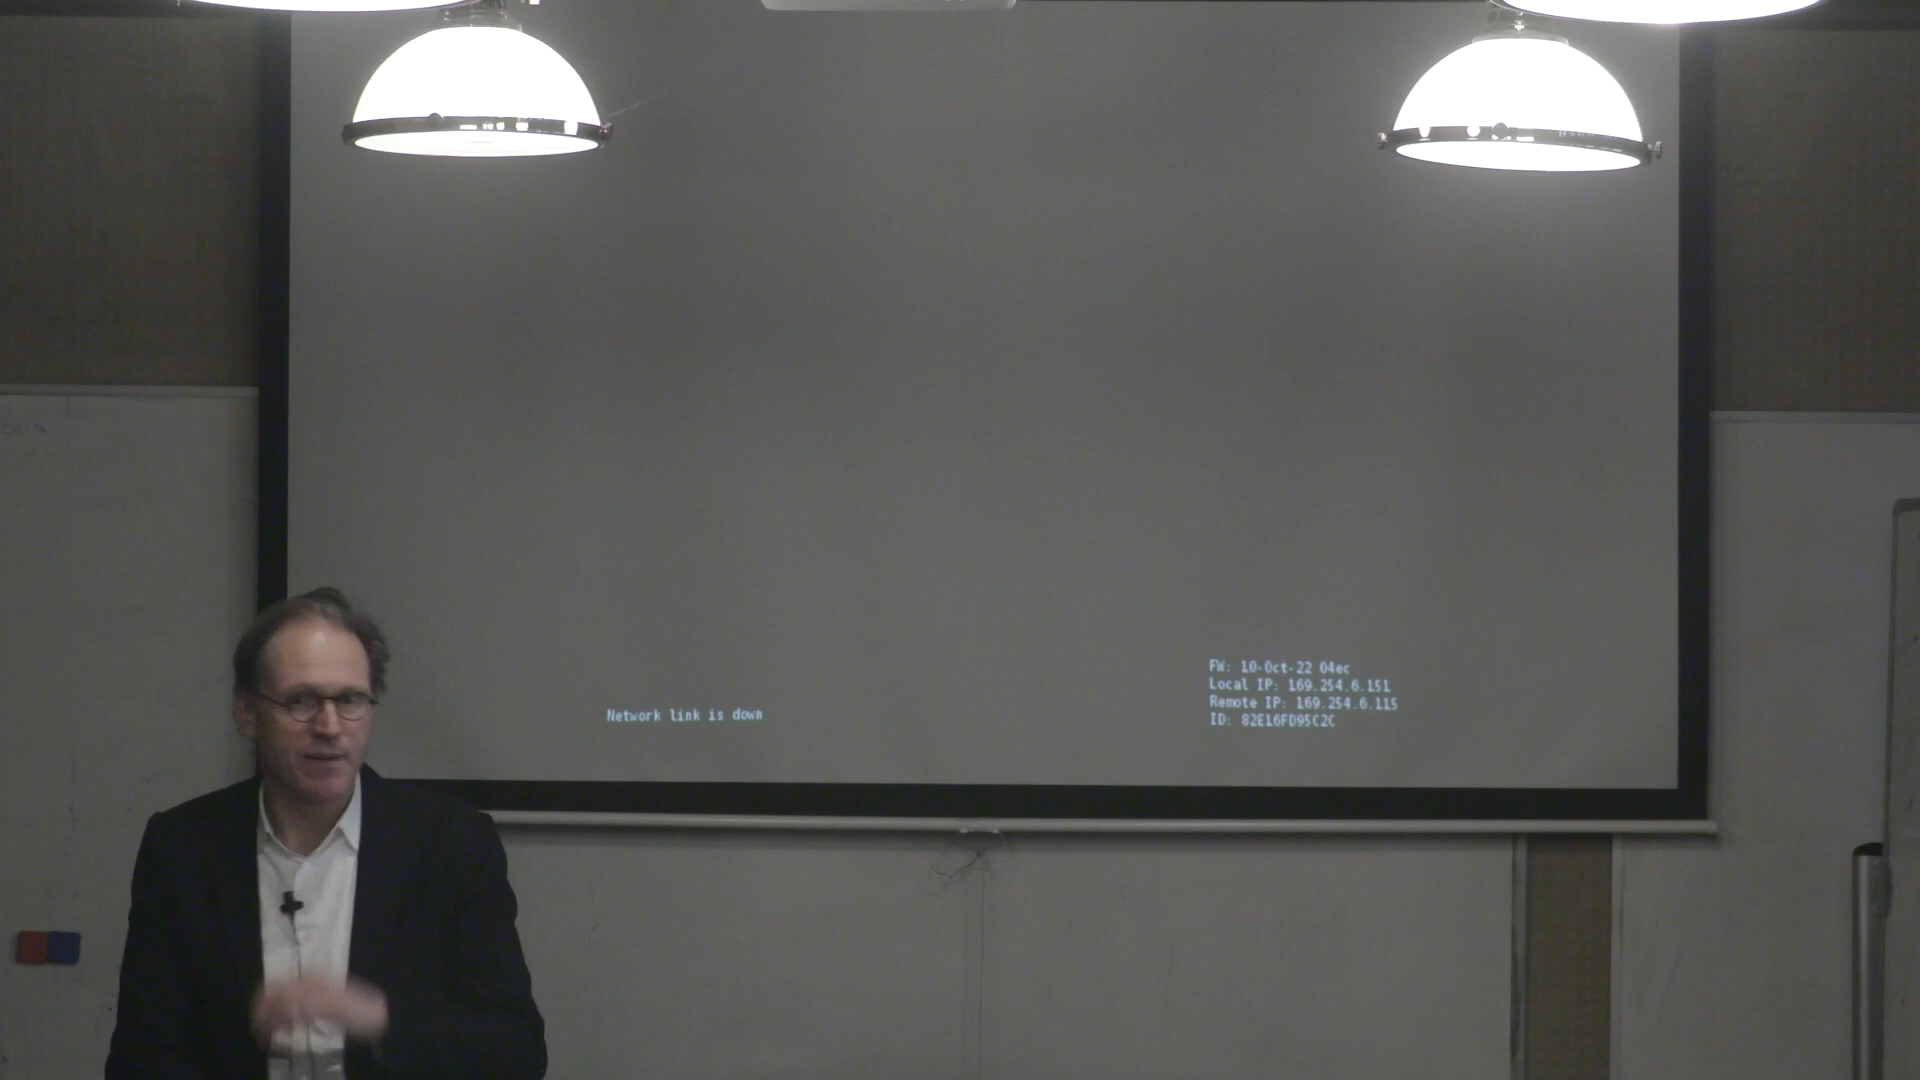 Network link is down
FW: 10-Oct-22 04ec
Local IP: 169.254.6.151
Remote IP: 169.254.6.115
ID: 82E16FD95C2C